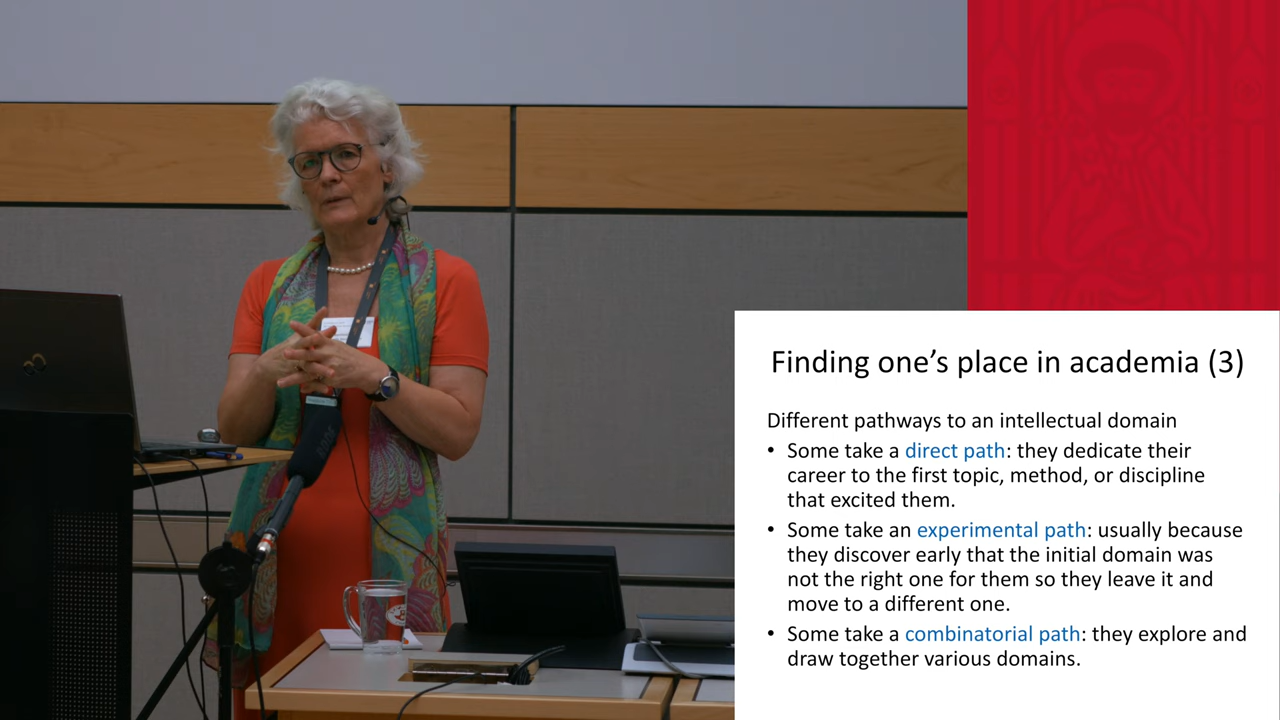 Finding one’s place in academia (3)
Different pathways to an intellectual domain
• Some take a direct path: they dedicate their
career to the first topic, method, or discipline
that excited them.
• Some take an experimental path: usually because
they discover early that the initial domain was
not the right one for them so they leave it and
move to a different one.
• Some take a combinatorial path: they explore and
draw together various domains.